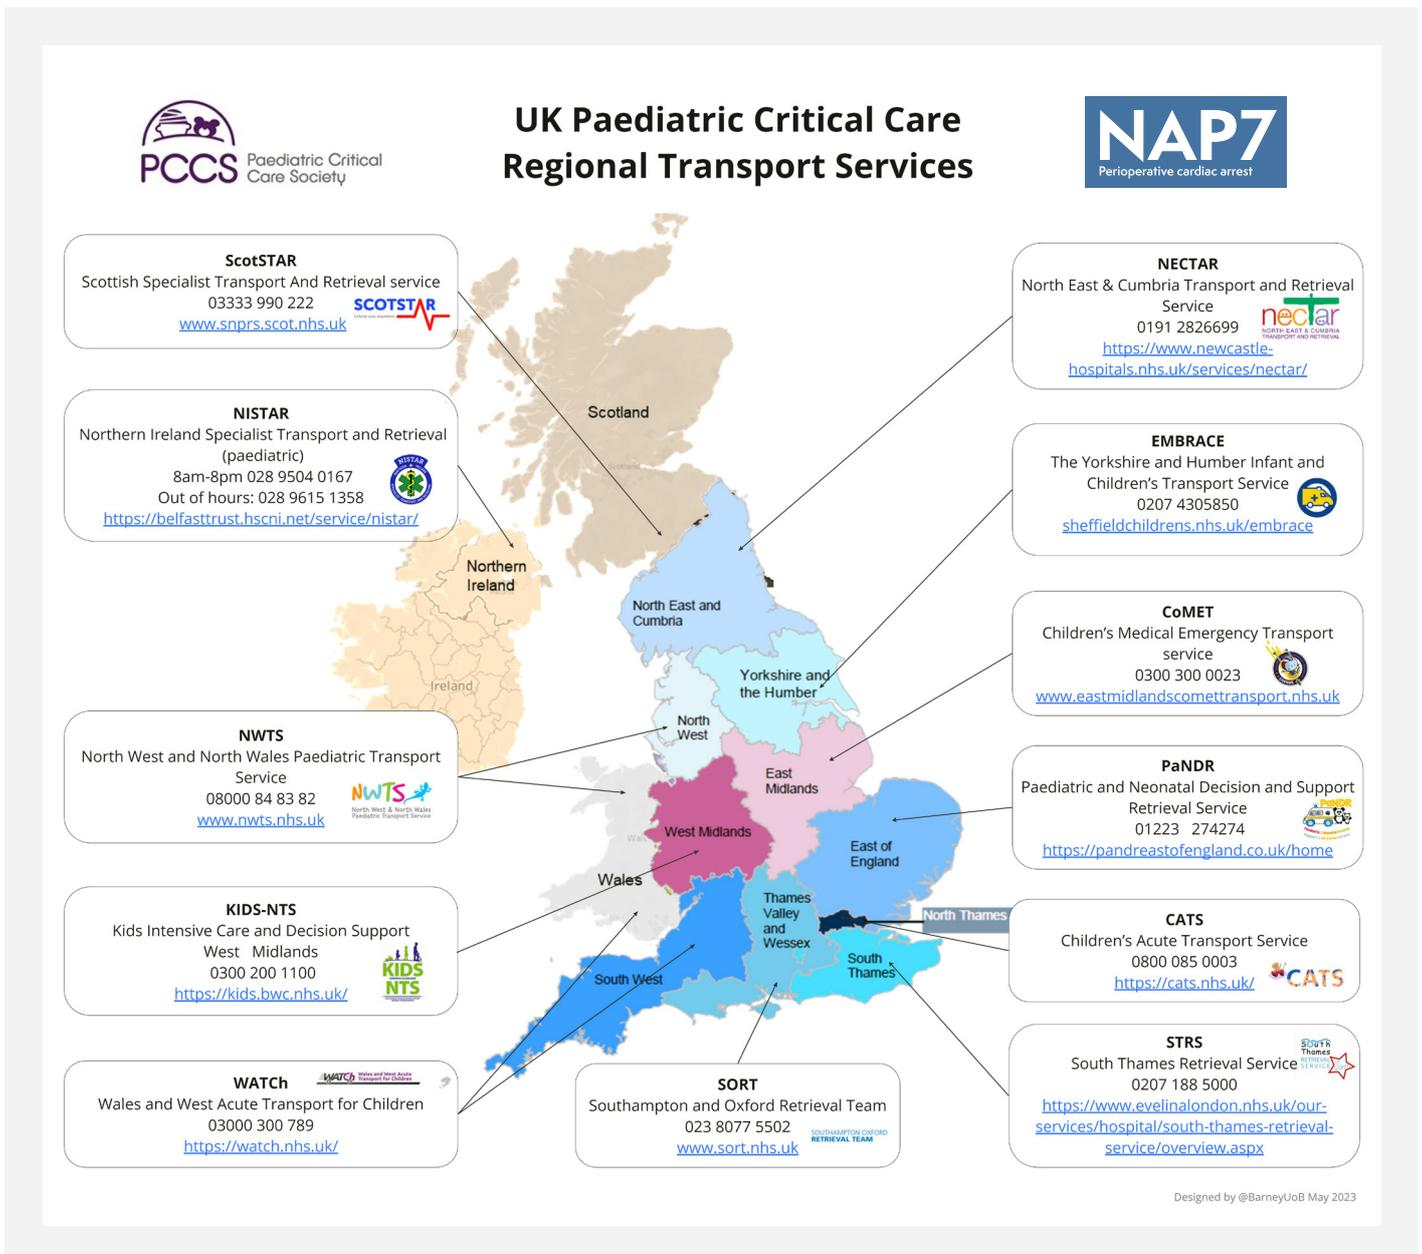 PCCS Paediatric Critical
Care Society
UK Paediatric Critical Care
Regional Transport Services
NAP7
Perioperative cardiac arrest
ScotSTAR
Scottish Specialist Transport And Retrieval service
03333 990 222
www.snprs.scot.nhs.uk
SCOTSTAR
NISTAR
Northern Ireland Specialist Transport and Retrieval
(paediatric)
8am-8pm 028 9504 0167
Out of hours: 028 9615 1358
https://belfasttrust.hscni.net/service/nistar/
NISTAR
NWTS
North West and North Wales Paediatric Transport
Service
08000 84 83 82
www.nwts.nhs.uk
NWTS
North West & North Wales
Paediatric Transport Service
KIDS-NTS
Kids Intensive Care and Decision Support
West Midlands
0300 200 1100
https://kids.bwc.nhs.uk/
KIDS
NTS
WATCh
WATCh Wales and West Acute
Transport for Children
Wales and West Acute Transport for Children
03000 300 789
https://watch.nhs.uk/
Scotland
Scotland
Northern
Ireland
Ireland
North East and
Cumbria
Yorkshire and
the Humber
North
West
East
Midlands
West Midlands
Wales
East of
England
Thames
Valley
and
Wessex
North Thames
South
Thames
South West
SORT
Southampton and Oxford Retrieval Team
023 8077 5502
www.sort.nhs.uk
SOUTHAMPTON OXFORD
RETRIEVAL TEAM
NECTAR
North East & Cumbria Transport and Retrieval
Service
0191 2826699
https://www.newcastle-
hospitals.nhs.uk/services/nectar/
nectar
NORTH EAST & CUMBRIA
TRANSPORT AND RETRIEVAL
EMBRACE
The Yorkshire and Humber Infant and
Children's Transport Service
0207 4305850
sheffieldchildrens.nhs.uk/embrace
CoMET
Children's Medical Emergency Transport
service
0300 300 0023
www.eastmidlandscomettransport.nhs.uk
PaNDR
Paediatric and Neonatal Decision and Support
Retrieval Service
01223 274274
https://pandreastofengland.co.uk/home
PaNDR
CATS
Children's Acute Transport Service
0800 085 0003
https://cats.nhs.uk/
CATS
STRS
South Thames Retrieval Service
0207 188 5000
https://www.evelinalondon.nhs.uk/our-
services/hospital/south-thames-retrieval-
service/overview.aspx
South
Thames
RETRIEVAL
SERVICE
Designed by @BarneyUoB May 2023